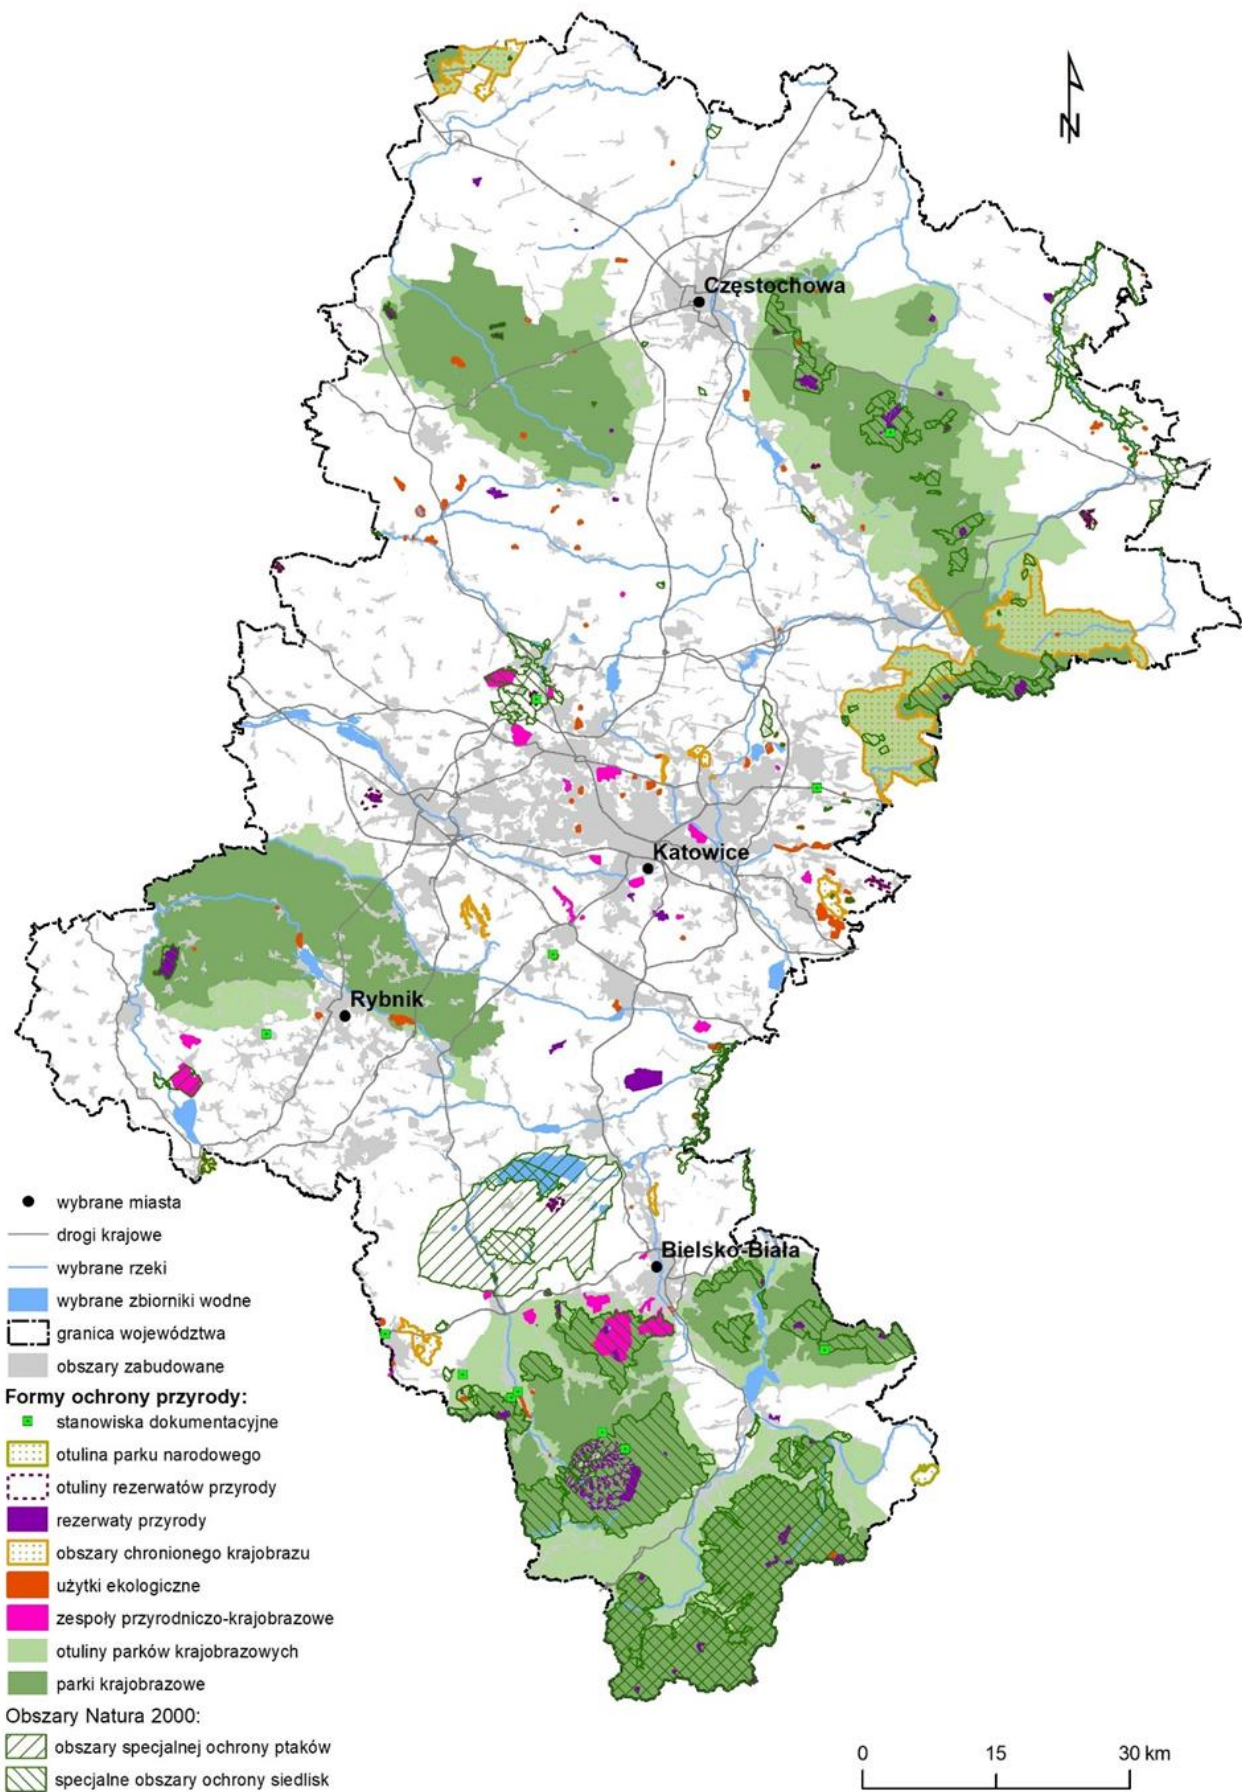 N
Częstochowa
Katowice
Rybnik
Bielsko-Biała
wybrane miasta
drogi krajowe
wybrane rzeki
wybrane zbiorniki wodne
granica województwa
obszary zabudowane
Formy ochrony przyrody:
stanowiska dokumentacyjne
otulina parku narodowego
otuliny rezerwatów przyrody
rezerwaty przyrody
obszary chronionego krajobrazu
użytki ekologiczne
zespoły przyrodniczo-krajobrazowe
otuliny parków krajobrazowych
parki krajobrazowe
Obszary Natura 2000:
obszary specjalnej ochrony ptaków
specjalne obszary ochrony siedlisk
0 15 30 km